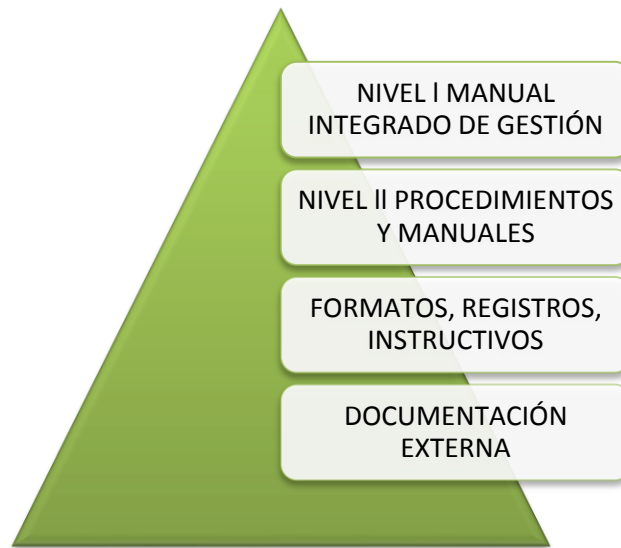 NIVEL l MANUAL
INTEGRADO DE GESTIÓN
NIVEL ll PROCEDIMIENTOS
Y MANUALES
FORMATOS, REGISTROS,
INSTRUCTIVOS
DOCUMENTACIÓN
EXTERNA